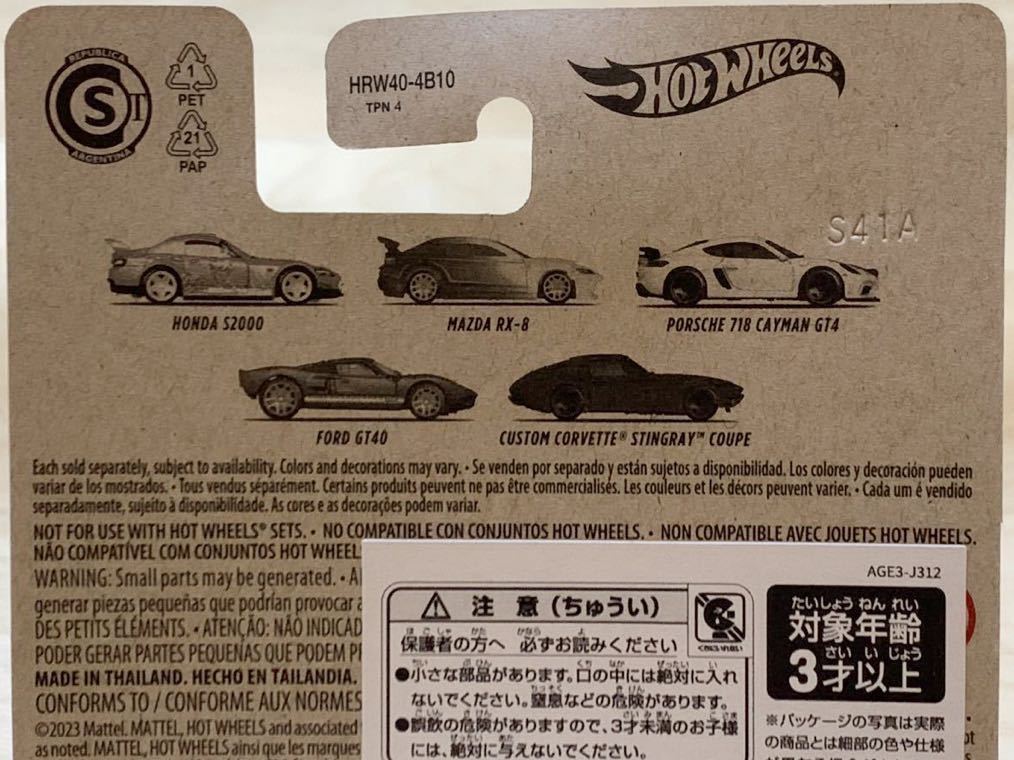 REPUBLICA
S
T
ARGENTINA
1
PET
21
PAP
HRW40-4B10
TPN 4
HOT WHEELS
S41A
HONDA S2000
MAZDA RX-8
PORSCHE 718 CAYMAN GT4
FORD GT40
CUSTOM CORVETTE® STINGRAY™ COUPE
Each sold separately, subject to availability. Colors and decorations may vary. • Se venden por separado y están sujetos a disponibilidad. Los colores y decoración pueden
variar de los mostrados. • Tous vendus séparément. Certains produits peuvent ne pas être commercialisés. Les couleurs et les décors peuvent varier. • Cada um é vendido
separadamente, sujeito à disponibilidade. As cores e as decorações podem variar.
NOT FOR USE WITH HOT WHEELS® SETS. • NO COMPATIBLE CON CONJUNTOS HOT WHEELS. • NON COMPATIBLE AVEC JOUETS HOT WHEELS.
NÃO COMPATÍVEL COM CONJUNTOS HOT WHEEL
WARNING: Small parts may be generated. • A
generar piezas pequeñas que podrían provocar a
DES PETITS ÉLÉMENTS. • ATENÇÃO: NÃO INDICAD
PODER GERAR PARTES PEQUENAS QUE PODEM P
MADE IN THAILAND. HECHO EN TAILANDIA.
CONFORMS TO / CONFORME AUX NORMES
©2023 Mattel. MATTEL, HOT WHEELS and associated
as noted. MATTEL, HOT WHEELS ainsi que les marques
AGE3-J312
注意(ちゅうい)
保護者の方へ 必ずお読みください
●小さな部品があります。口の中には絶対に入れ
ないでください。窒息などの危険があります。
●誤飲の危険がありますので、3才未満のお子様
には、絶対に与えないでください。
たいしょう ねん れい
対象年齢
さい い じょう
3才以上
※パッケージの写真は実際
の商品とは細部の色や仕様